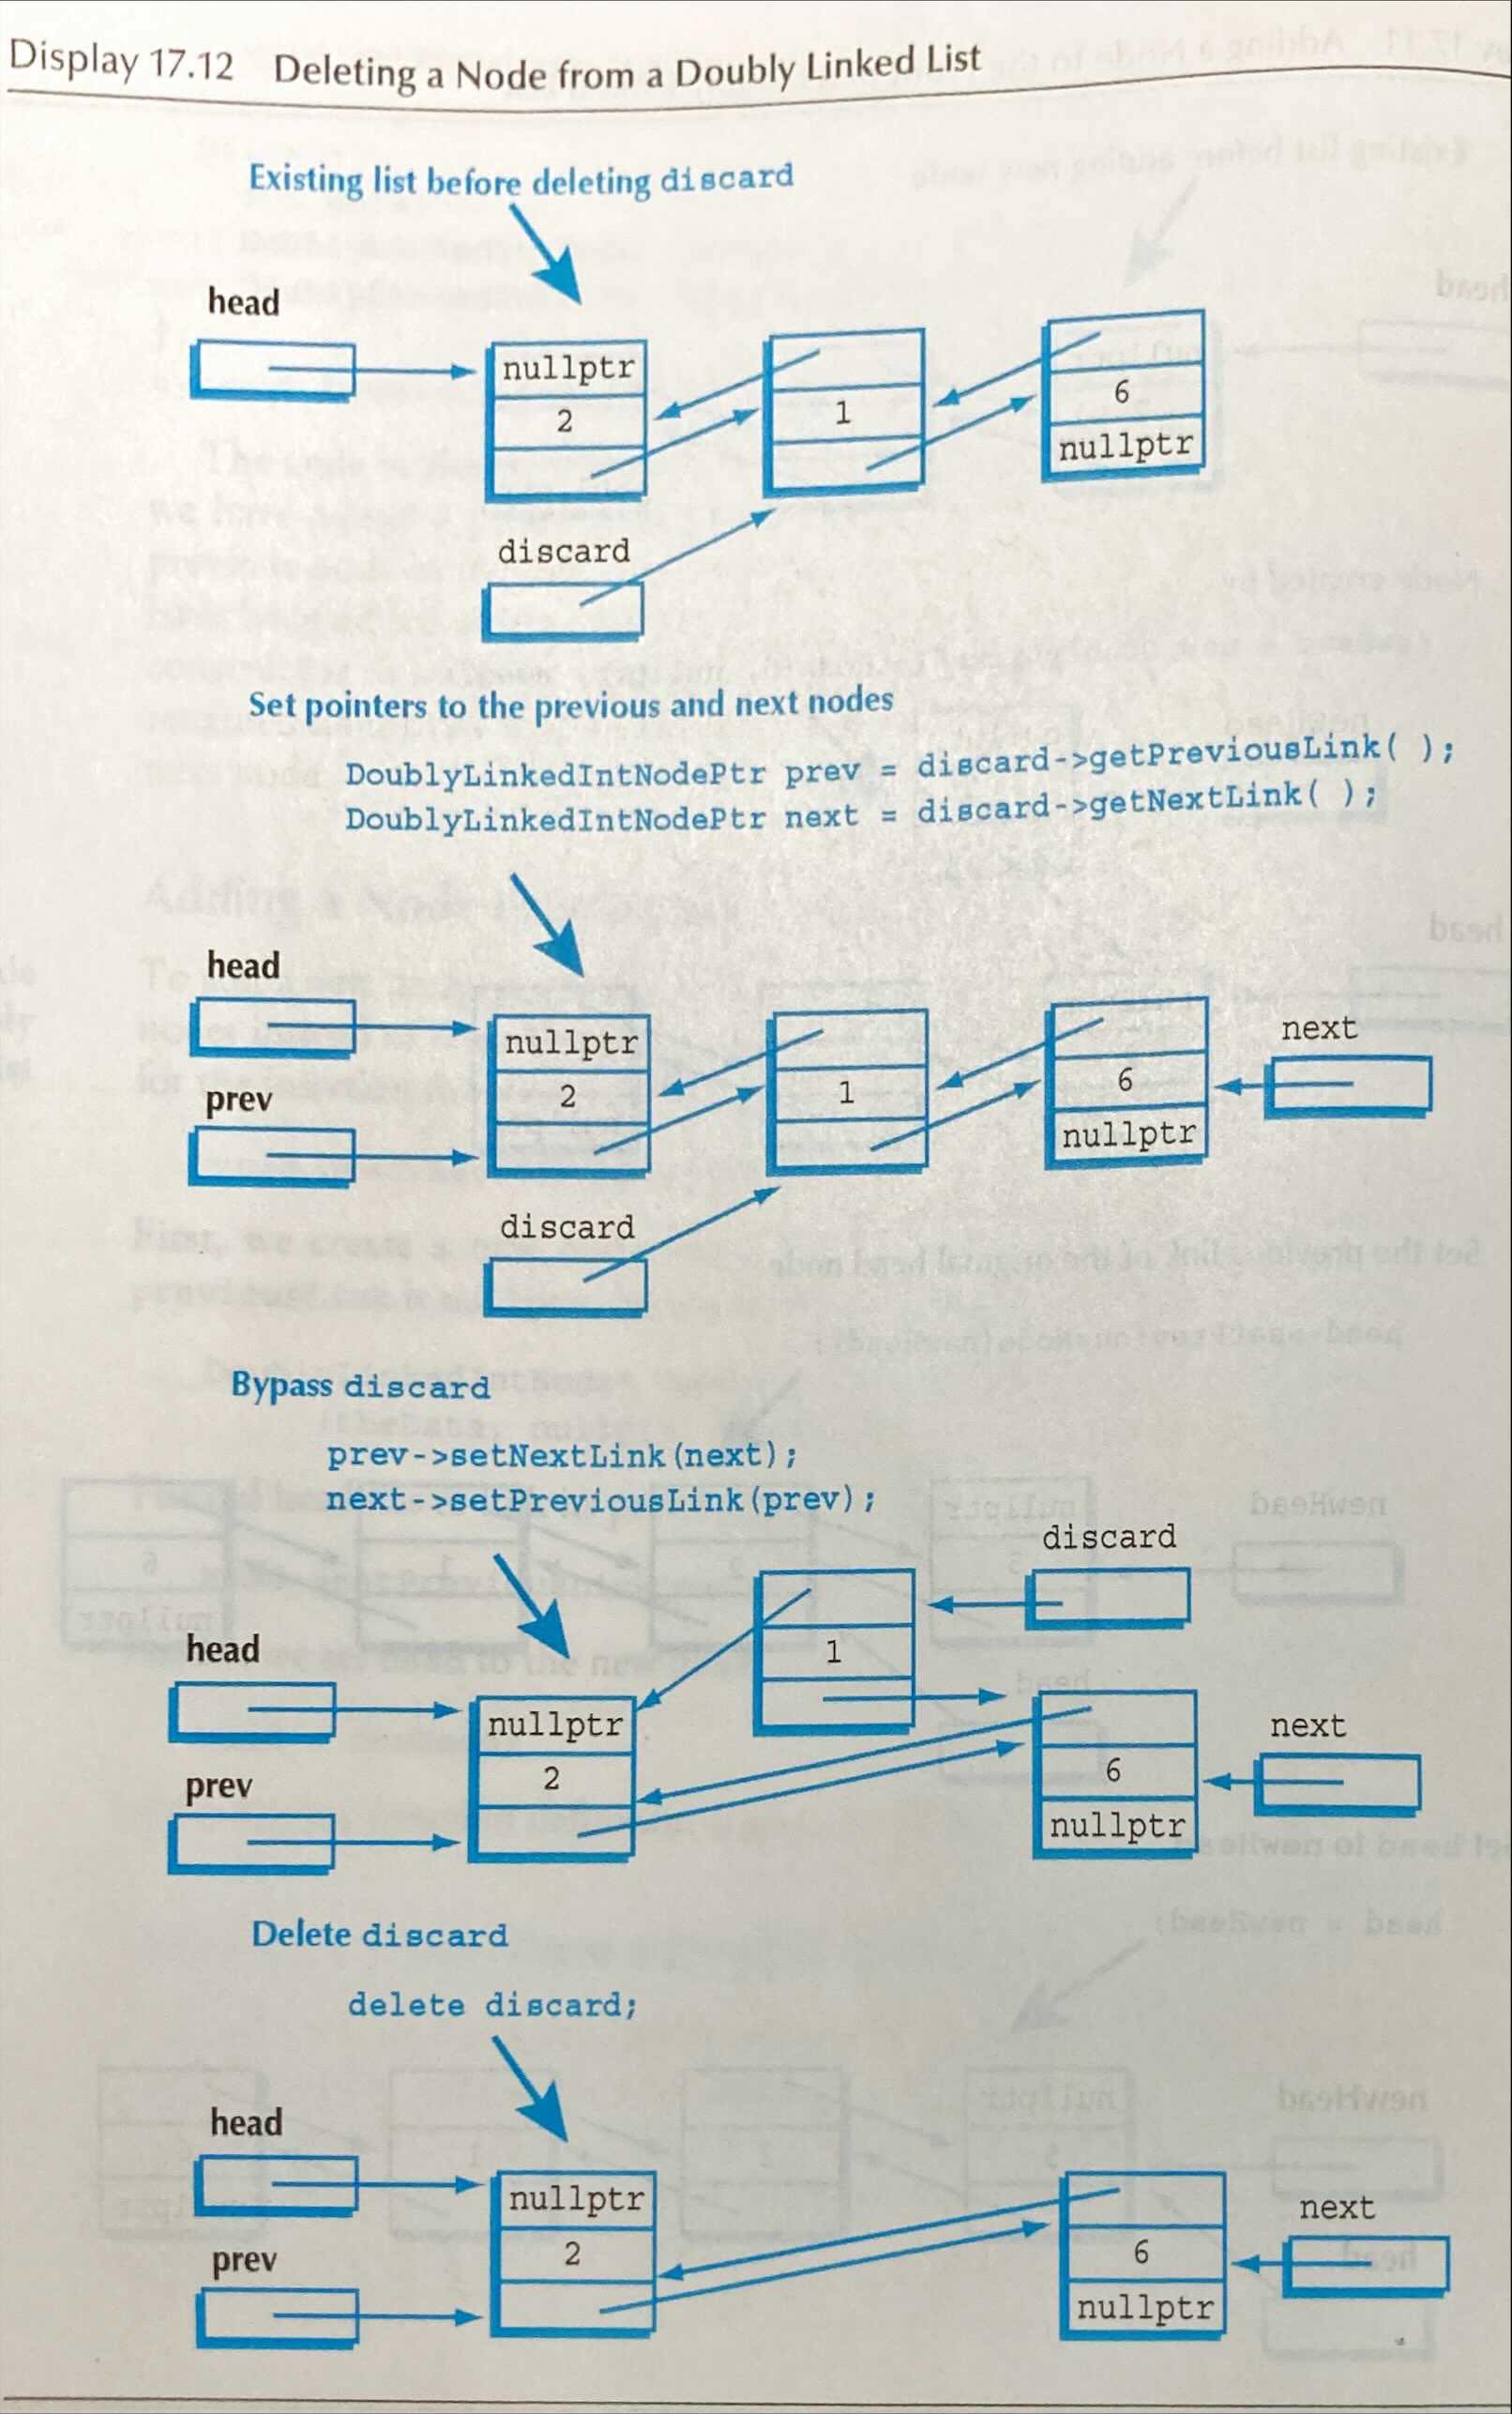 Display 17.12 Deleting a Node from a Doubly Linked List
Existing list before deleting discard
head
nullptr
2
1
6
nullptr
discard
Set pointers to the previous and next nodes
DoublyLinkedIntNodePtr prev = discard->getPreviousLink( );
DoublyLinkedIntNodePtr next = discard->getNextLink( );
head
nullptr
2
1
6
nullptr
next
prev
discard
Bypass discard
prev->setNextLink(next);
next->setPreviousLink(prev);
discard
1
head
nullptr
2
6
nullptr
next
prev
Delete discard
delete discard;
head
nullptr
2
6
nullptr
next
prev